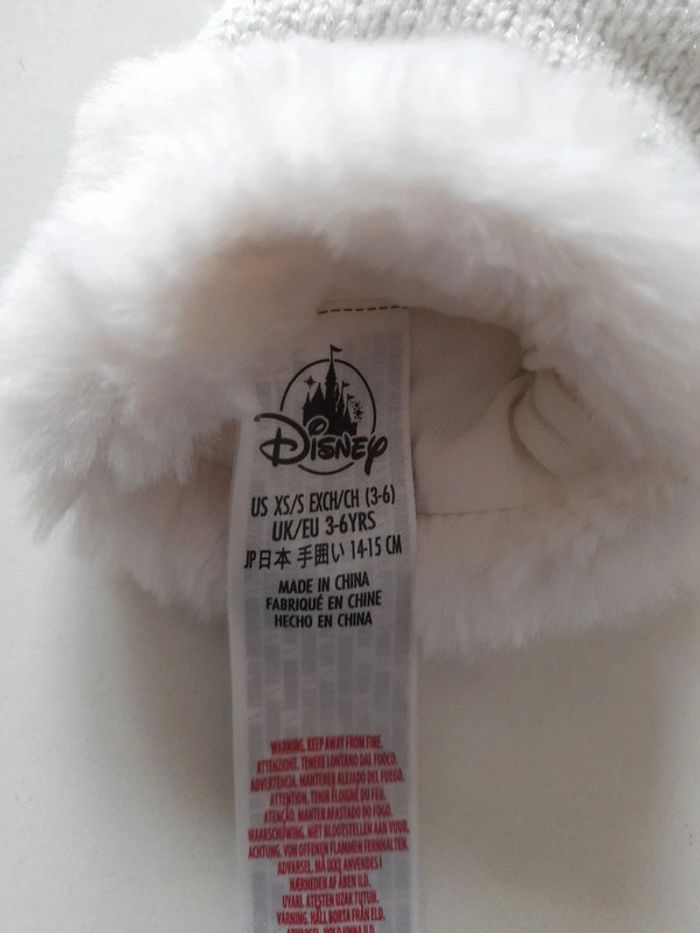 Disney
US XS/S EXCH/CH (3-6)
UK/EU 3-6YRS
JP日本 手囲い 14-15 CM
MADE IN CHINA
FABRIQUÉ EN CHINE
HECHO EN CHINA
WARNING. KEEP AWAY FROM FIRE.
ATTENZIONE. TENERE LONTANO DAL FUOCO.
ADVERTENCIA. MANTENER ALEJADO DEL FUEGO.
ATTENTION. TENIR ÉLOIGNÉ DU FEU.
ATENÇÃO. MANTER AFASTADO DO FOGO.
WAARSCHUWING. NIET BLOOTSTELLEN AAN VUUR.
ACHTUNG. VON OFFENEN FLAMMEN FERNHALTEN.
ADVARSEL. MÅ IKKE ANVENDES I
NÆRHEDEN AF ÅBEN ILD.
UYARI. ATEŞTEN UZAK TUTUN.
VARNING. HÅLL BORTA FRÅN ELD.
ADVARSEL. HOLD UNNA ILD.